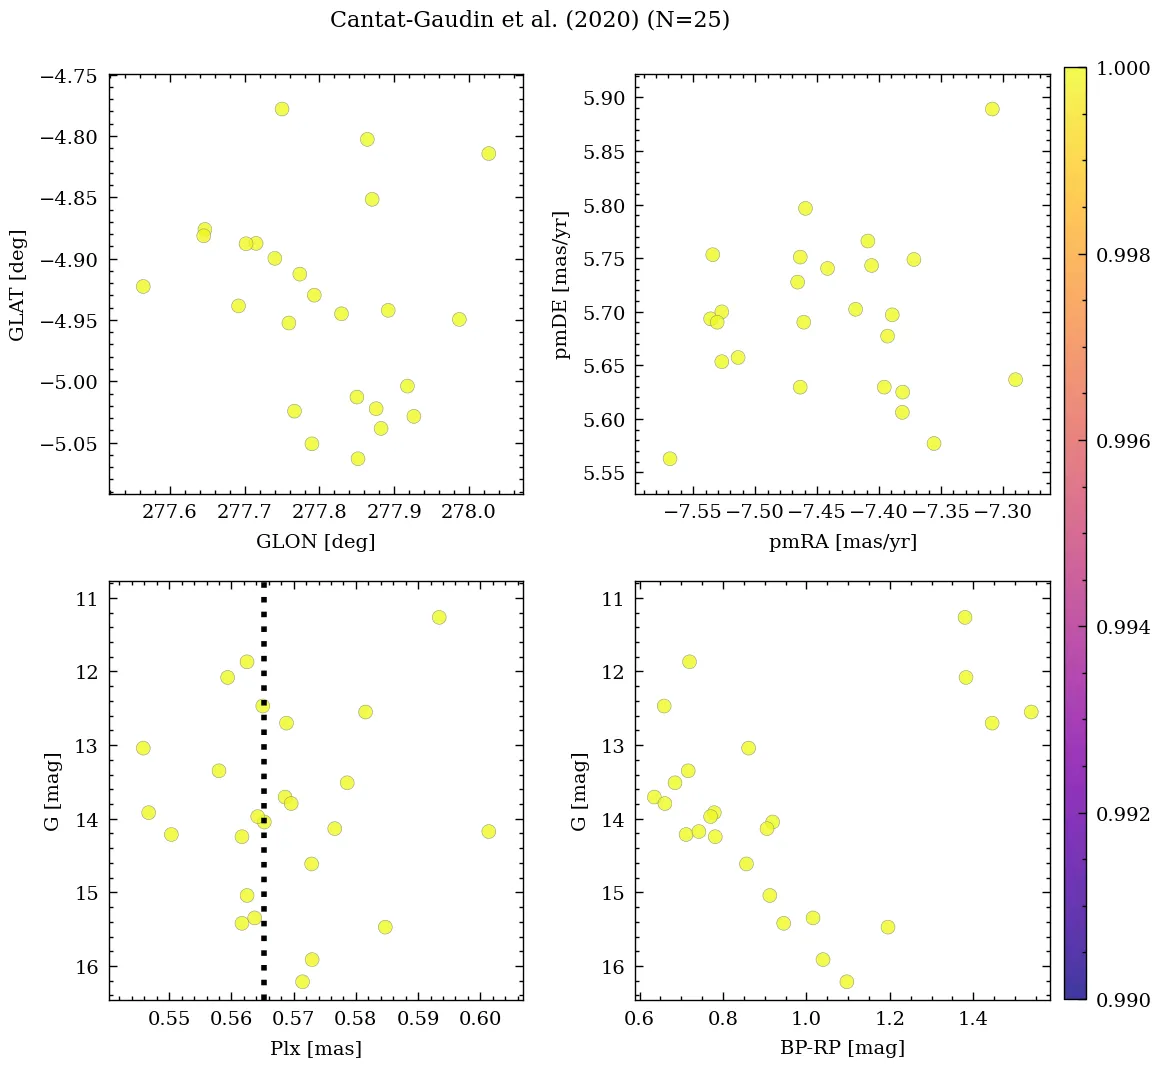 Cantat-Gaudin et al. (2020) (N=25)
−4.75
−4.80
−4.85
−4.90
−4.95
−5.00
−5.05
GLAT [deg]
277.6 277.7 277.8 277.9 278.0
GLON [deg]
5.90
5.85
5.80
5.75
5.70
5.65
5.60
5.55
pmDE [mas/yr]
−7.55 −7.50 −7.45 −7.40 −7.35 −7.30
pmRA [mas/yr]
11
12
13
14
15
16
G [mag]
0.55 0.56 0.57 0.58 0.59 0.60
Plx [mas]
11
12
13
14
15
16
G [mag]
0.6 0.8 1.0 1.2 1.4
BP-RP [mag]
1.000
0.998
0.996
0.994
0.992
0.990